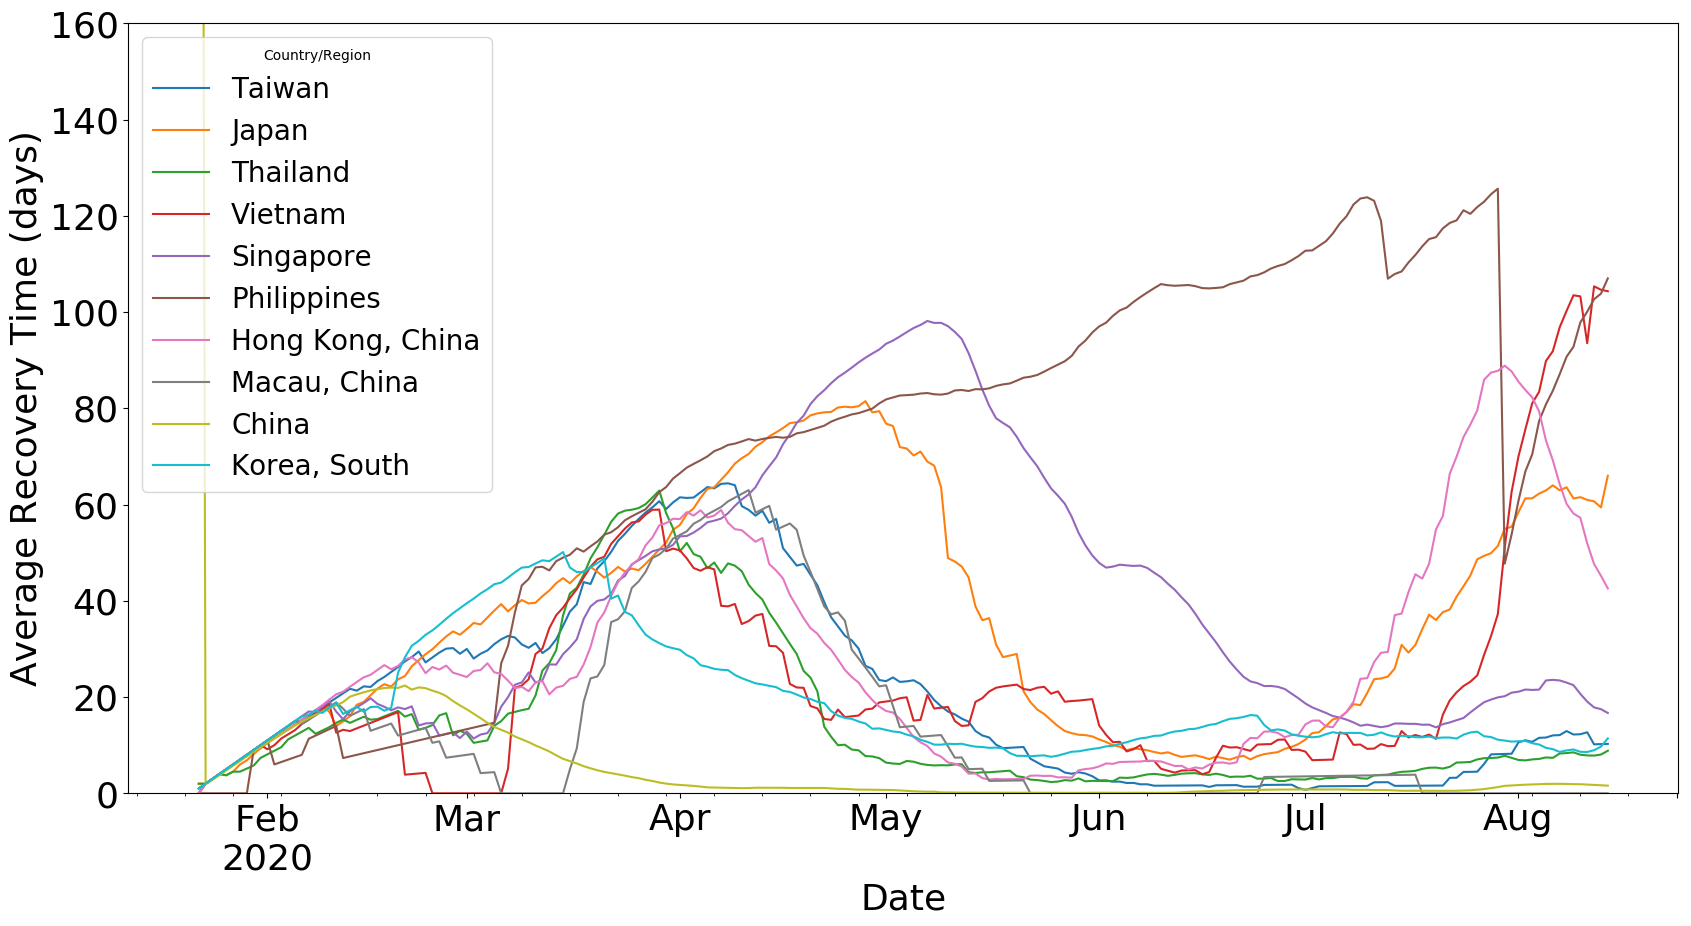 160
140
120
100
80
60
40
20
0
Average Recovery Time (days)
Country/Region
Taiwan
Japan
Thailand
Vietnam
Singapore
Philippines
Hong Kong, China
Macau, China
China
Korea, South
Feb
2020
Mar
Apr
May
Jun
Jul
Aug
Date